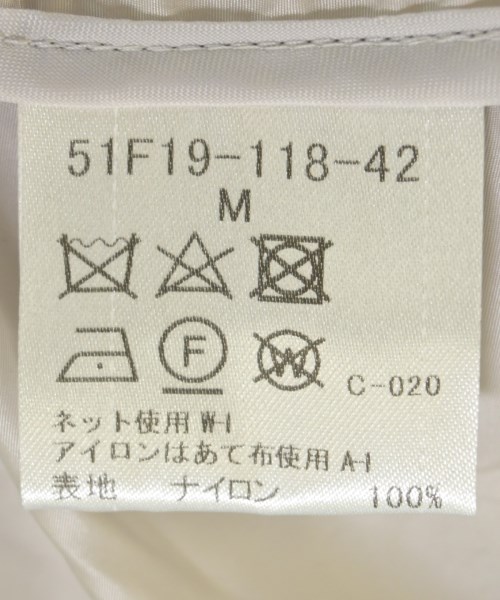 51F19-118-42
M
F W C-020
ネット使用 W-1
アイロンはあて布使用 A-1
表地 ナイロン 100%